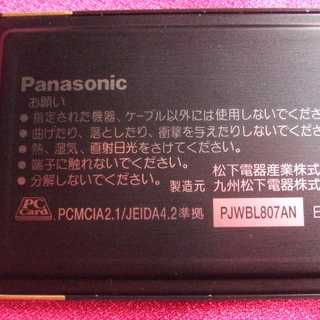 Panasonic
お願い
● 指定された機器、ケーブル以外には使用しないでくださ
● 曲げたり、落としたり、衝撃を与えたりしないでくださ
● 熱、湿気、直射日光をさけてください。
● 端子に触れないでください。
● 分解しないでください。
松下電器産業株式
製造元 九州松下電器株式
PC Card PCMCIA2.1/JEIDA4.2準拠 PJWBL807AN E